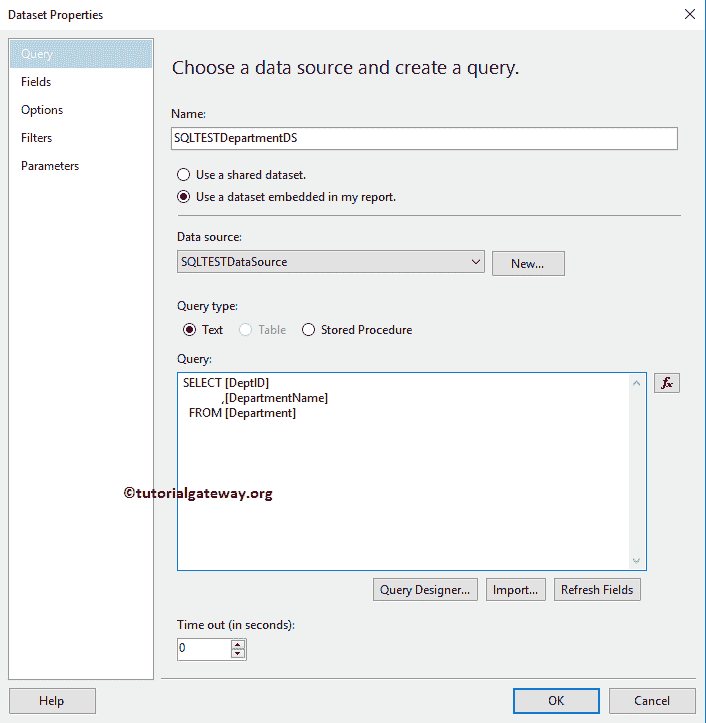 Dataset Properties
Query
Fields
Options
Filters
Parameters
Choose a data source and create a query.
Name:
SQLTESTDepartmentDS
Use a shared dataset.
Use a dataset embedded in my report.
Data source:
SQLTESTDataSource
New...
Query type:
Text Table Stored Procedure
Query:
SELECT [DeptID]
,[DepartmentName]
FROM [Department]
fx
©tutorialgateway.org
Query Designer... Import... Refresh Fields
Time out (in seconds):
0
Help OK Cancel